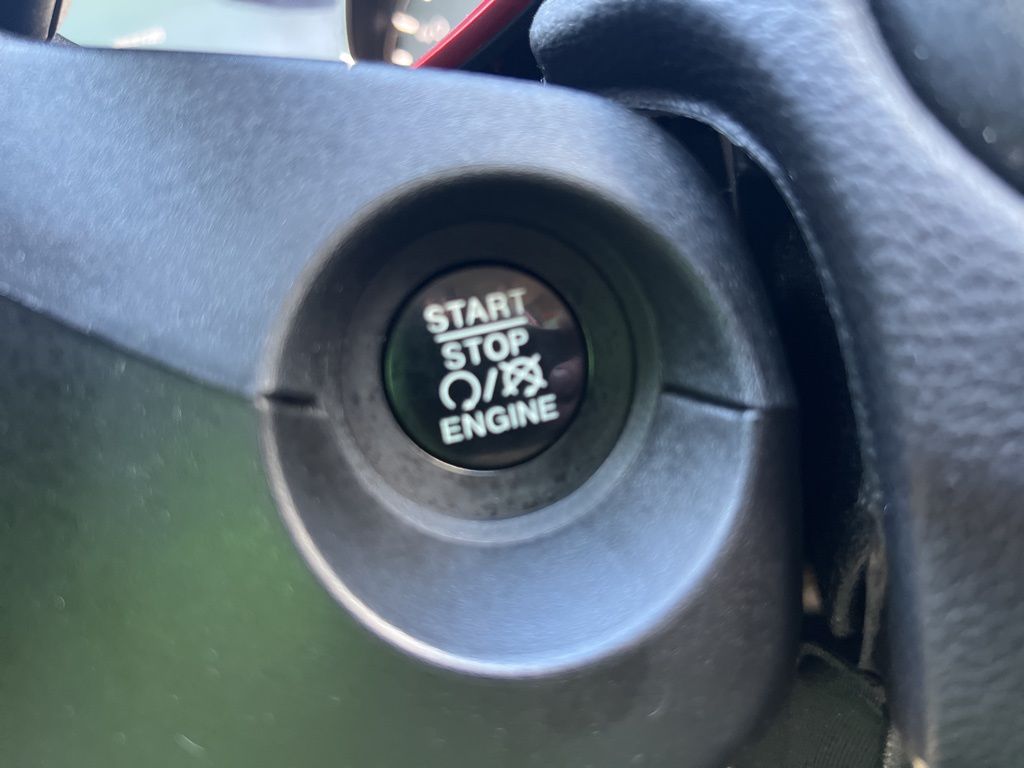 START
STOP
/
ENGINE